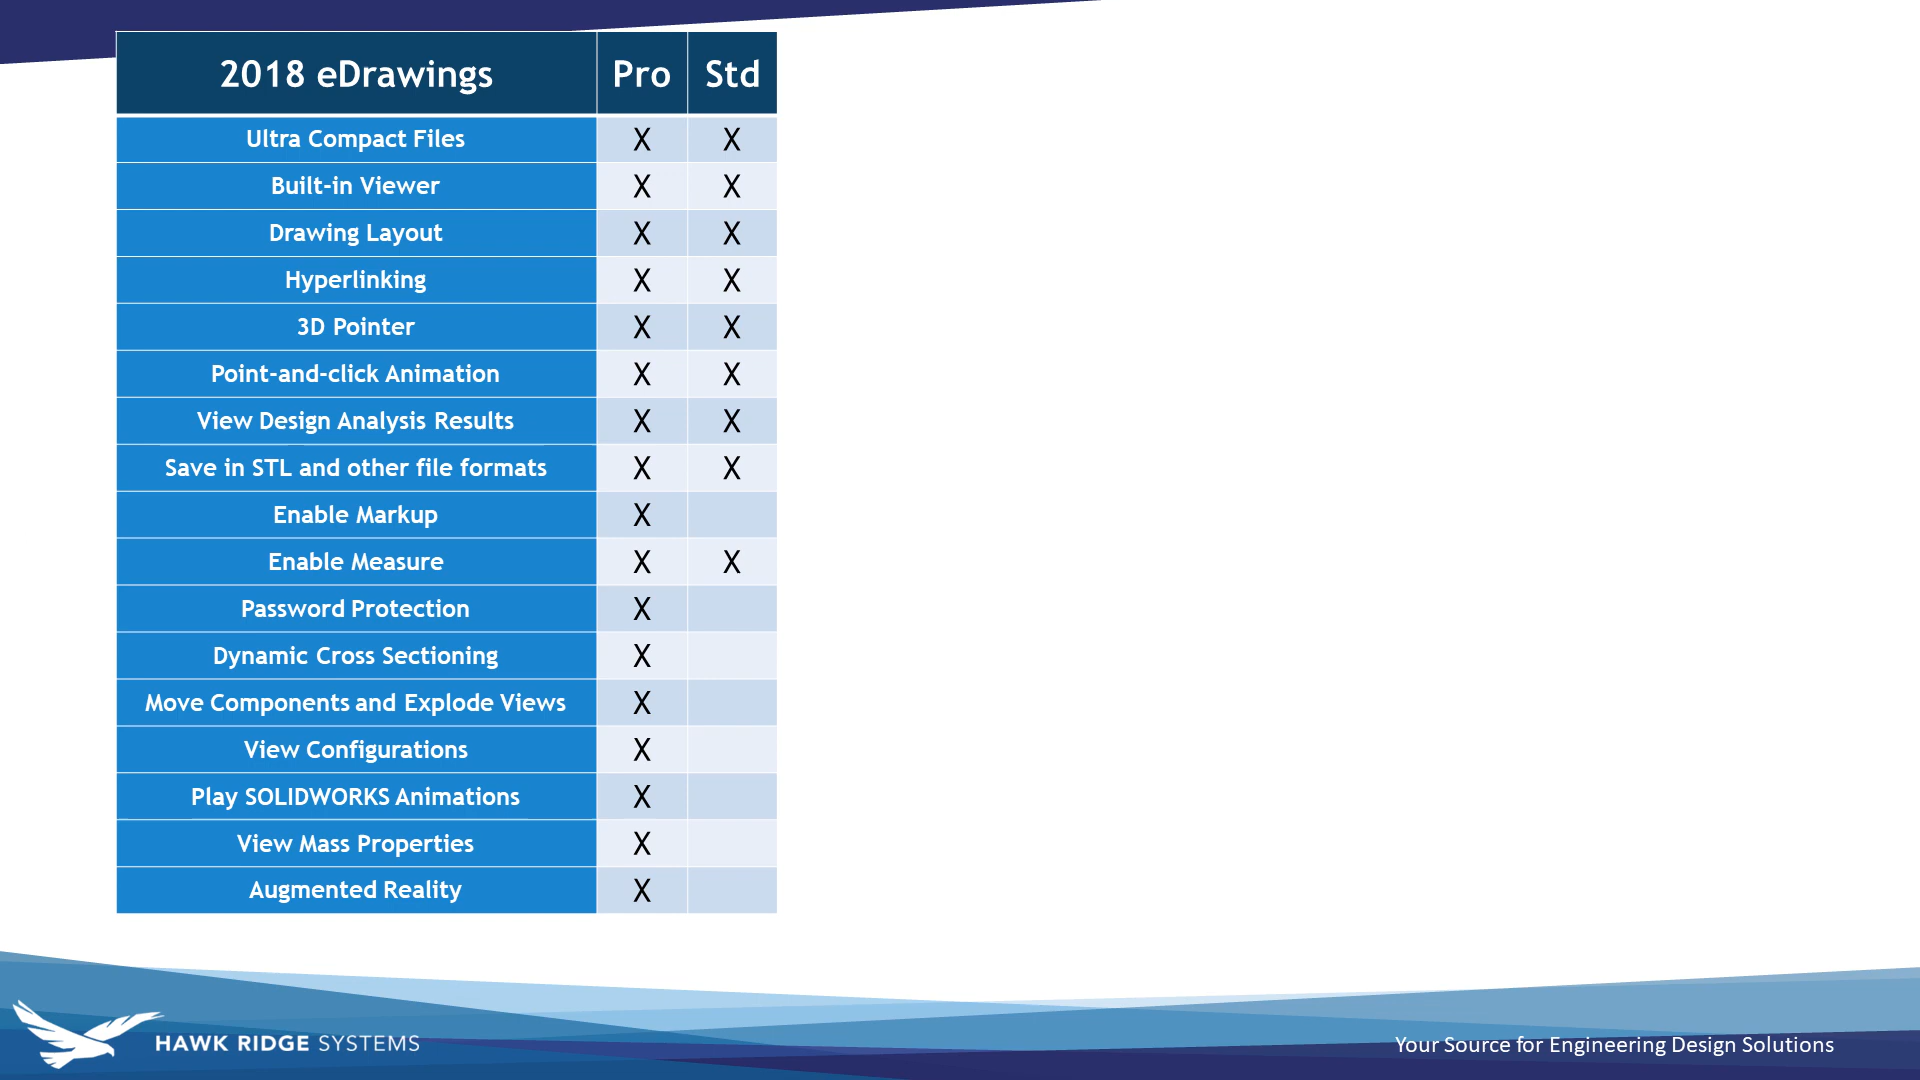 2018 eDrawings Pro Std
Ultra Compact Files X X
Built-in Viewer X X
Drawing Layout X X
Hyperlinking X X
3D Pointer X X
Point-and-click Animation X X
View Design Analysis Results X X
Save in STL and other file formats X X
Enable Markup X
Enable Measure X X
Password Protection X
Dynamic Cross Sectioning X
Move Components and Explode Views X
View Configurations X
Play SOLIDWORKS Animations X
View Mass Properties X
Augmented Reality X
HAWK RIDGE SYSTEMS
Your Source for Engineering Design Solutions